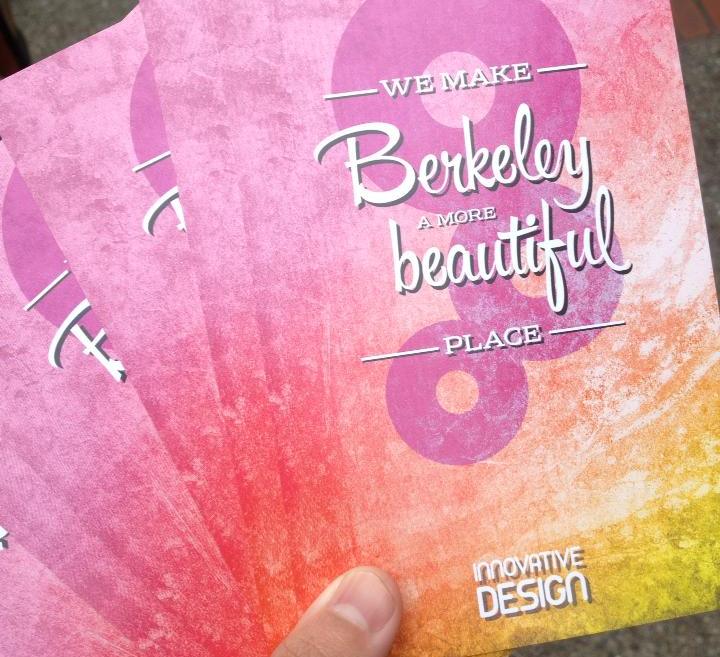 WE MAKE
Berkeley
A MORE
beautiful
PLACE
INNOVATIVE
DESIGN